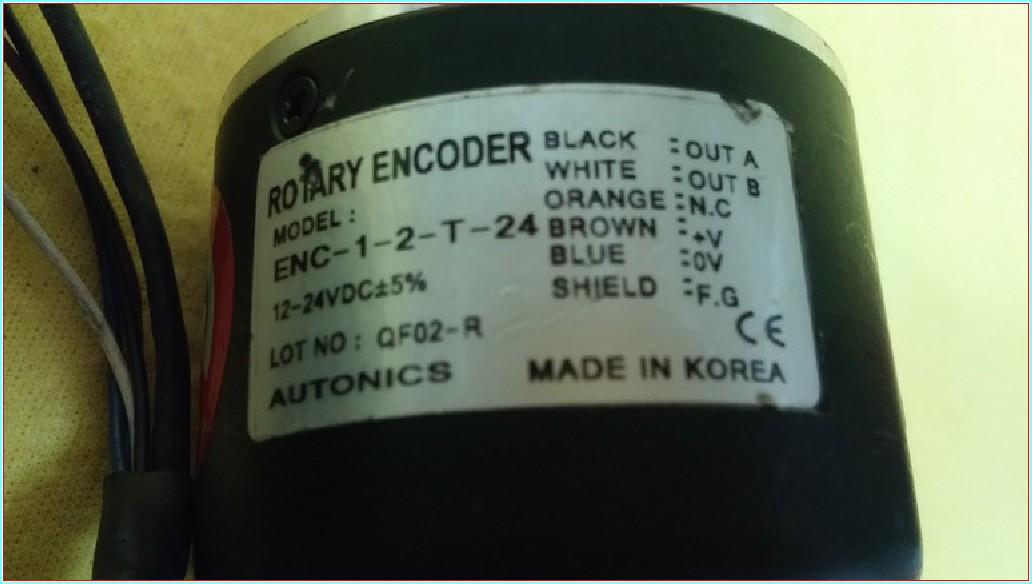 ROTARY ENCODER
MODEL :
ENC-1-2-T-24
12-24VDC±5%
LOT NO : QF02-R
AUTONICS
BLACK : OUT A
WHITE : OUT B
ORANGE : N.C
BROWN : +V
BLUE : 0V
SHIELD : F.G
CE
MADE IN KOREA